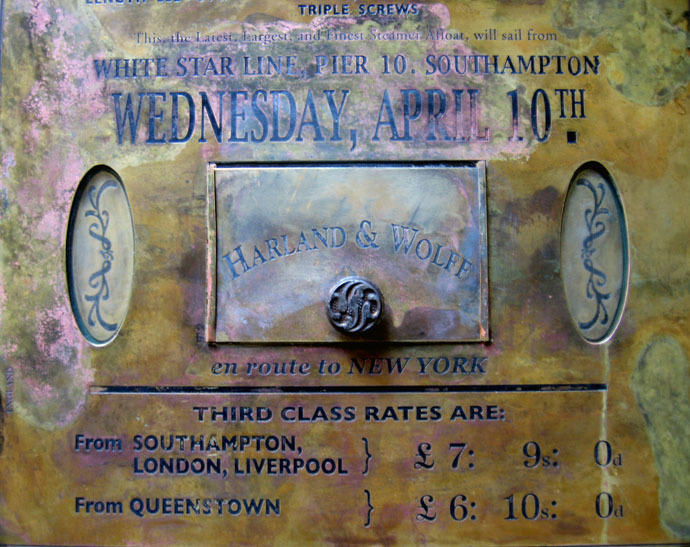 TRIPLE SCREWS.
This, the Latest, Largest, and Finest Steamer Afloat, will sail from
WHITE STAR LINE, PIER 10. SOUTHAMPTON
WEDNESDAY, APRIL 10TH.
HARLAND & WOLFF
en route to NEW YORK
THIRD CLASS RATES ARE:
From SOUTHAMPTON, LONDON, LIVERPOOL } £ 7: 9s: 0d
From QUEENSTOWN } £ 6: 10s: 0d
ENGLAND